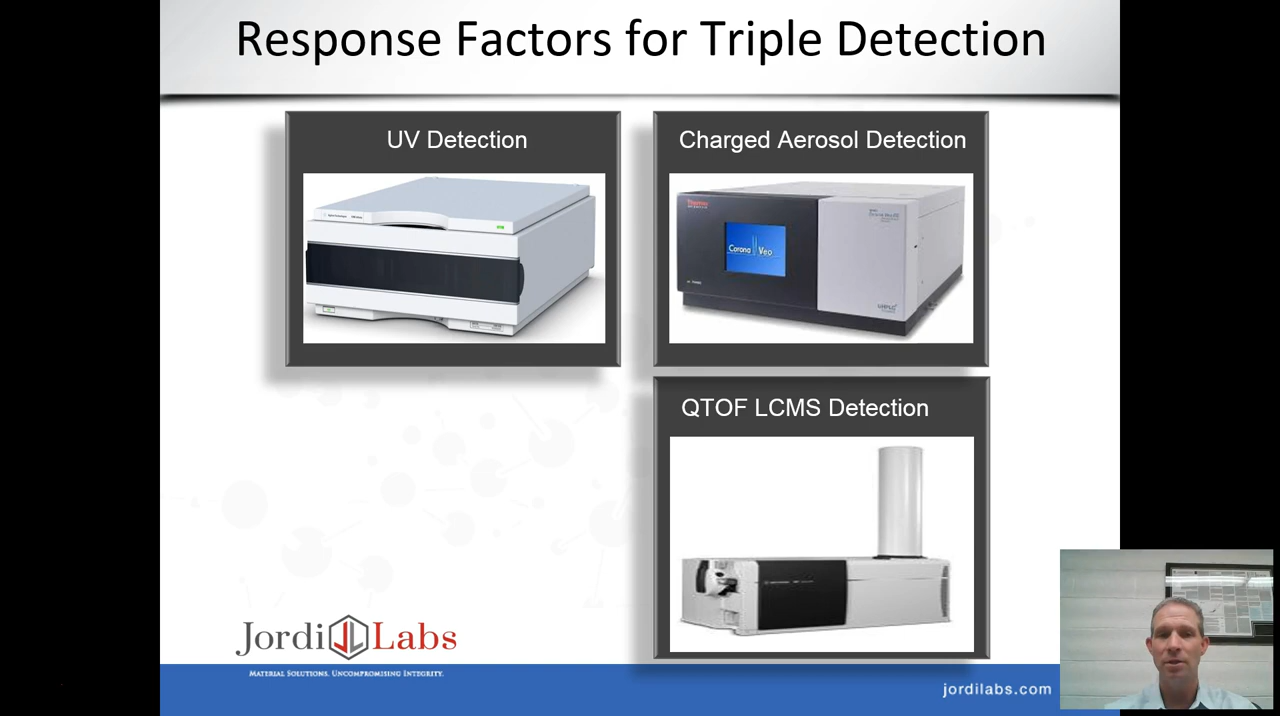 Response Factors for Triple Detection
UV Detection
Charged Aerosol Detection
Thermo
Corona Veo
QTOF LCMS Detection
Jordi Labs
MATERIAL SOLUTIONS. UNCOMPROMISING INTEGRITY.
jordilabs.com